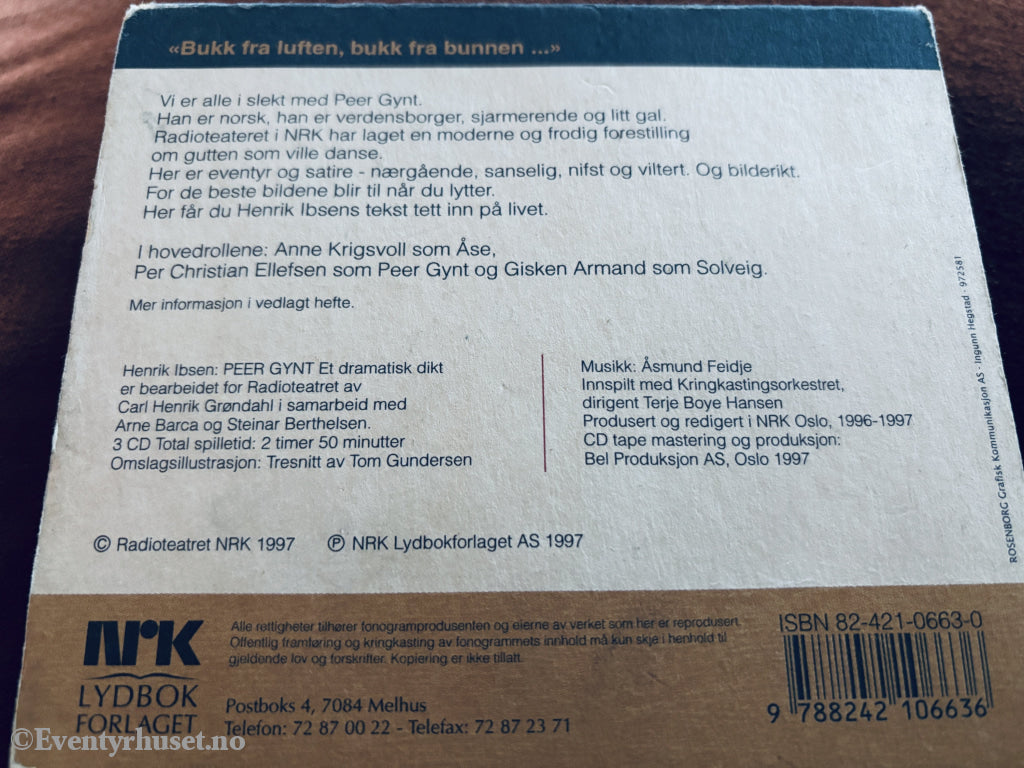 «Bukk fra luften, bukk fra bunnen ...»
Vi er alle i slekt med Peer Gynt.
Han er norsk, han er verdensborger, sjarmerende og litt gal.
Radioteateret i NRK har laget en moderne og frodig forestilling
om gutten som ville danse.
Her er eventyr og satire - nærgående, sanselig, nifst og viltert. Og bilderikt.
For de beste bildene blir til når du lytter.
Her får du Henrik Ibsens tekst tett inn på livet.
I hovedrollene: Anne Krigsvoll som Åse,
Per Christian Ellefsen som Peer Gynt og Gisken Armand som Solveig.
Mer informasjon i vedlagt hefte.
Henrik Ibsen: PEER GYNT Et dramatisk dikt
er bearbeidet for Radioteatret av
Carl Henrik Grøndahl i samarbeid med
Arne Barca og Steinar Berthelsen.
3 CD Total spilletid: 2 timer 50 minutter
Omslagsillustrasjon: Tresnitt av Tom Gundersen
Musikk: Åsmund Feidje
Innspilt med Kringkastingsorkestret,
dirigent Terje Boye Hansen
Produsert og redigert i NRK Oslo, 1996-1997
CD tape mastering og produksjon:
Bel Produksjon AS, Oslo 1997
© Radioteatret NRK 1997 ℗ NRK Lydbokforlaget AS 1997
ROSENBORG Grafisk Kommunikasjon AS - Ingunn Hegstad - 972581
NRK
LYDBOK
FORLAGET
Alle rettigheter tilhører fonogramprodusenten og eierne av verket som her er reprodusert.
Offentlig framføring og kringkasting av fonogrammets innhold må kun skje i henhold til
gjeldende lov og forskrifter. Kopiering er ikke tillatt.
Postboks 4, 7084 Melhus
Telefon: 72 87 00 22 - Telefax: 72 87 23 71
ISBN 82-421-0663-0
9 788242 106636
©Eventyrhuset.no